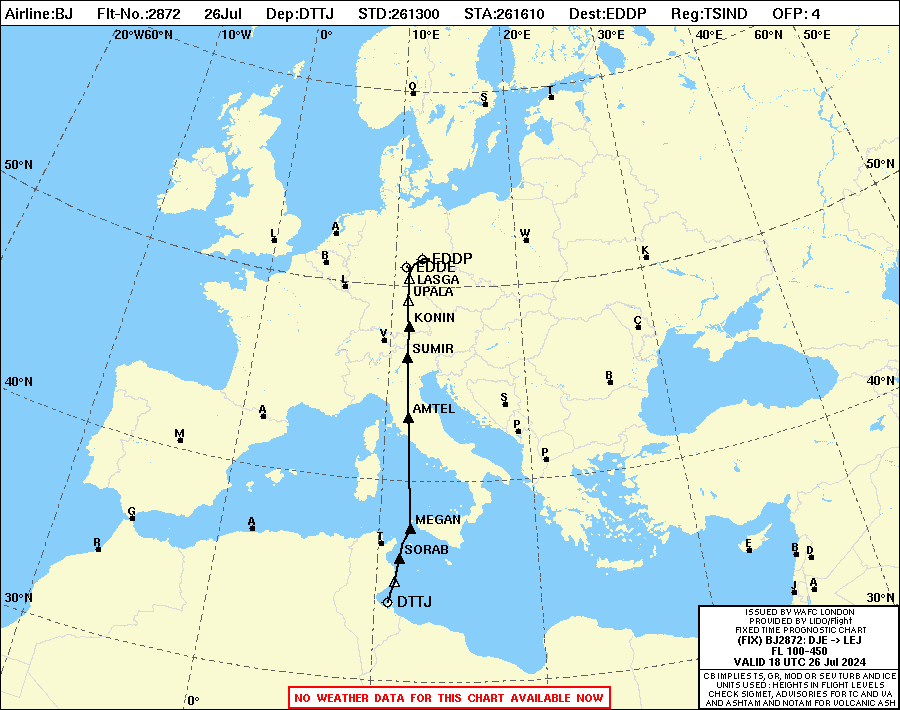 Airline:BJ Flt-No.:2872 26Jul Dep:DTTJ STD:261300 STA:261610 Dest:EDDP Reg:TSIND OFP: 4
20°W60°N 10°W 0° 10°E 20°E 30°E 40°E 60°N 50°E
O
S
T
50°N 50°N
L
A
W
B
K
EDDP
EDDE
L
LASGA
UPALA
KONIN
C
V
SUMIR
40°N 40°N
B
S
A
AMTEL
P
M
P
G
MEGAN
A
R
T
SORAB
E
B D
J A
30°N 30°N
DTTJ
0°
NO WEATHER DATA FOR THIS CHART AVAILABLE NOW
ISSUED BY WAFC LONDON
PROVIDED BY LIDO/Flight
FIXED TIME PROGNOSTIC CHART
(FIX) BJ2872: DJE -> LEJ
FL 100-450
VALID 18 UTC 26 Jul 2024
CB IMPLIES TS, GR, MOD OR SEV TURB AND ICE
UNITS USED: HEIGHTS IN FLIGHT LEVELS
CHECK SIGMET, ADVISORIES FOR TC AND VA
AND ASHTAM AND NOTAM FOR VOLCANIC ASH